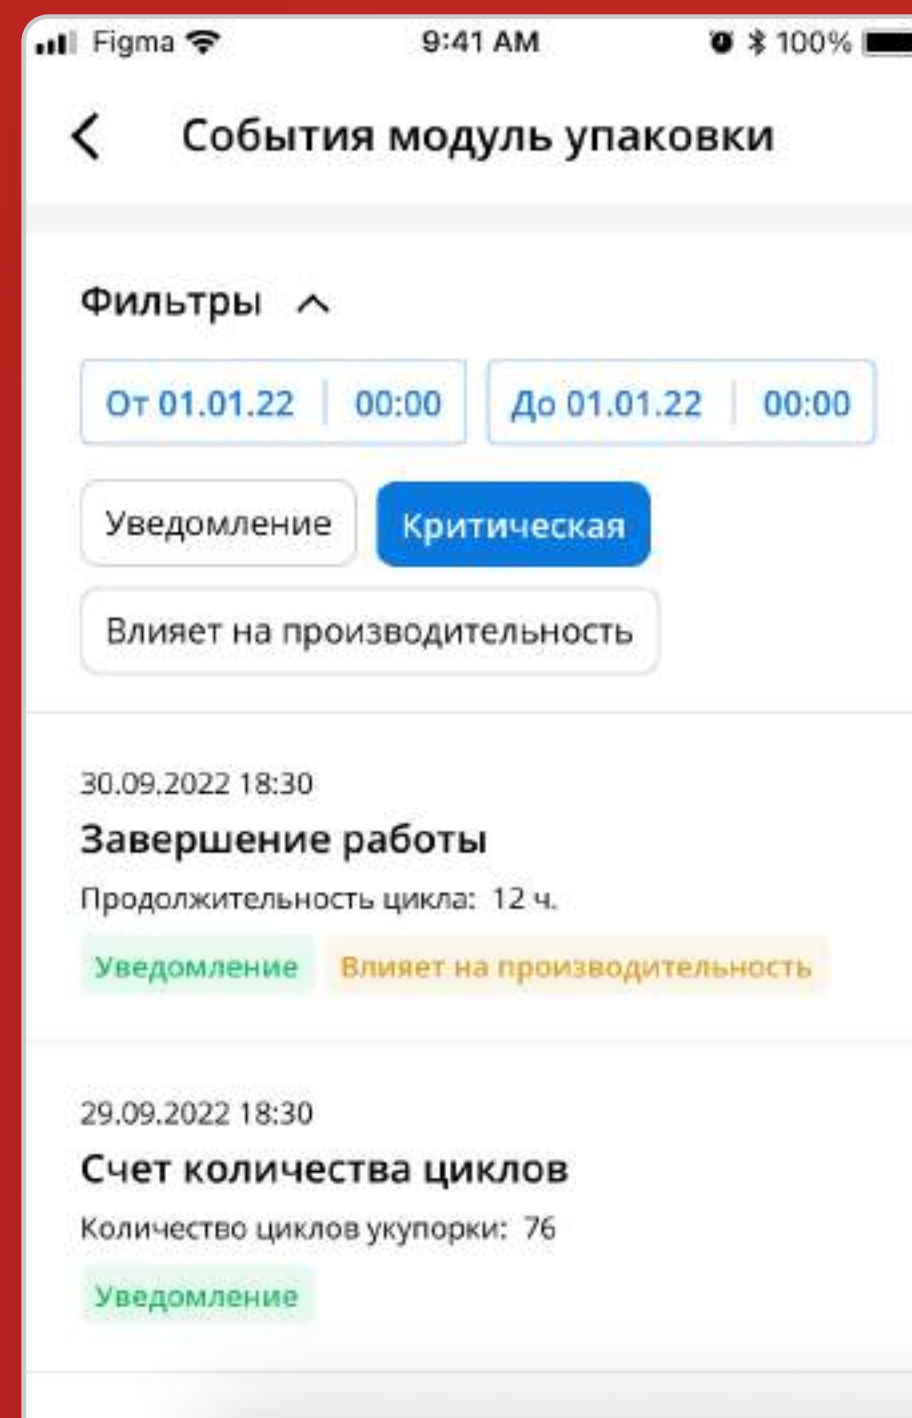 Figma 9:41 AM 100%
События модуль упаковки
Фильтры
От 01.01.22 00:00 До 01.01.22 00:00
Уведомление Критическая
Влияет на производительность
30.09.2022 18:30
Завершение работы
Продолжительность цикла: 12 ч.
Уведомление Влияет на производительность
29.09.2022 18:30
Счет количества циклов
Количество циклов укупорки: 76
Уведомление